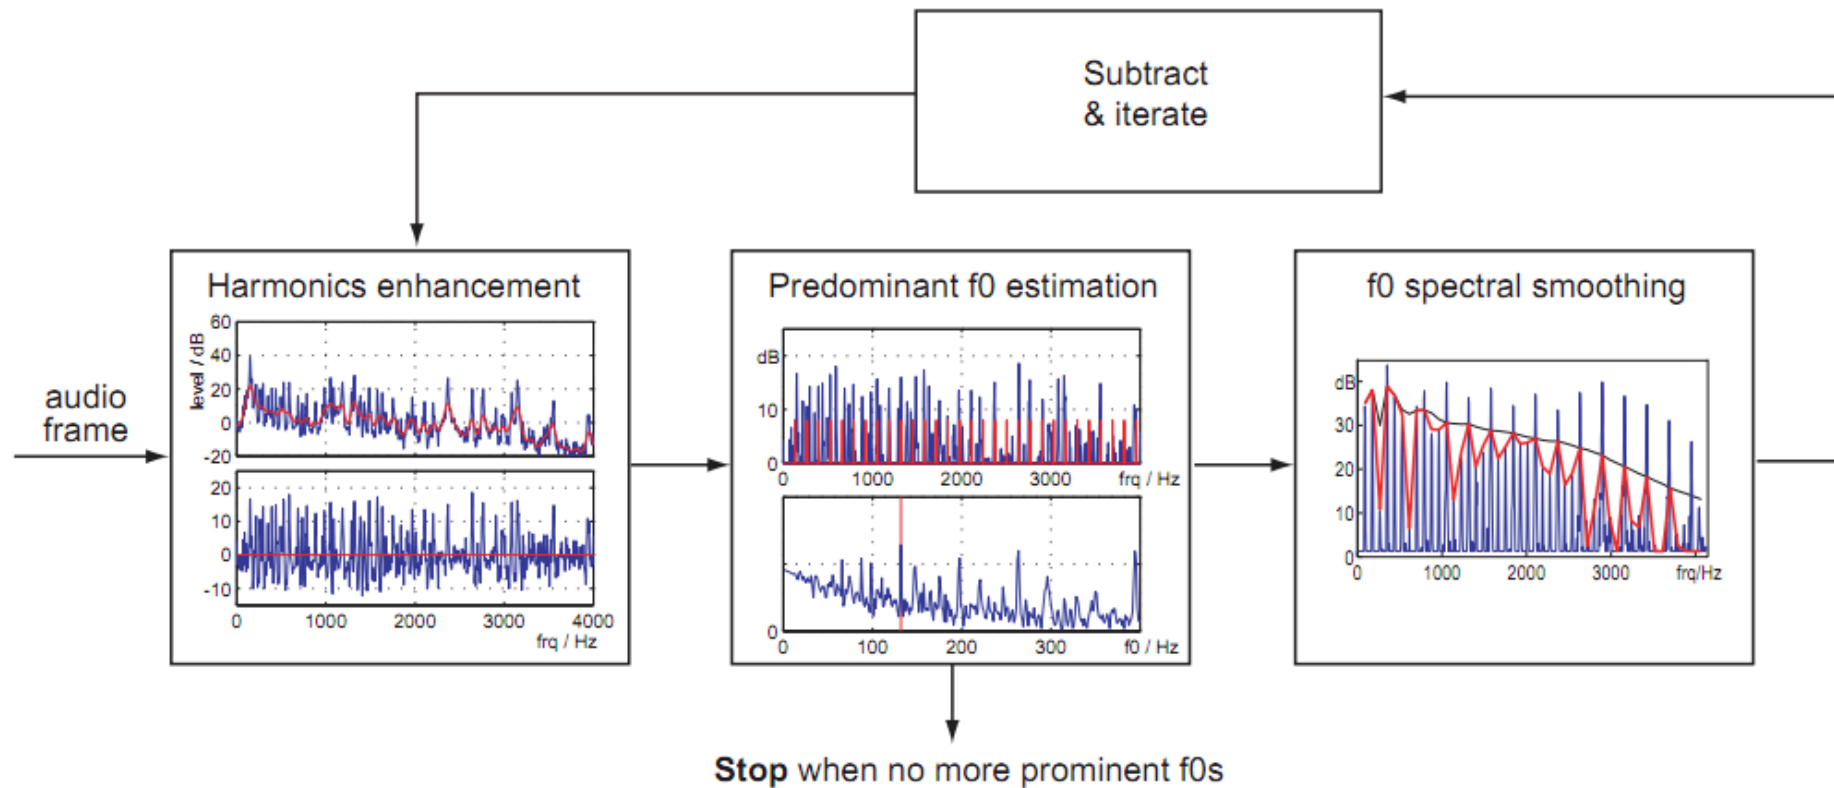 Subtract
& iterate
audio
frame
Harmonics enhancement
level / dB
60
40
20
0
-20
20
10
0
-10
0 1000 2000 3000 4000
frq / Hz
Predominant f0 estimation
dB
10
0
1000 2000 3000 frq / Hz
0
0 100 200 300 f0 / Hz
f0 spectral smoothing
dB
30
20
10
0
0 1000 2000 3000 frq/Hz
Stop when no more prominent f0s